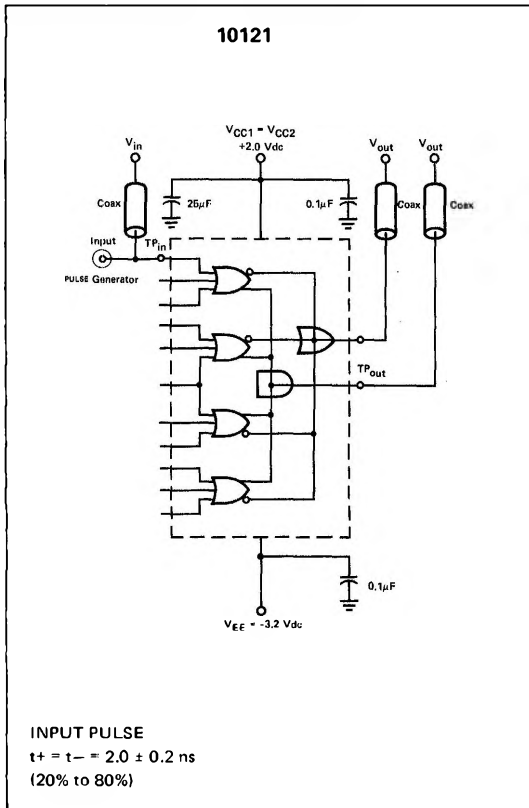 10121
VCC1 = VCC2
+2.0 Vdc
Vin
Vout
Vout
Coax
25μF
0.1μF
Coax
Coax
Input
TPin
PULSE Generator
TPout
0.1μF
VEE = -3.2 Vdc
INPUT PULSE
t+ = t– = 2.0 ± 0.2 ns
(20% to 80%)